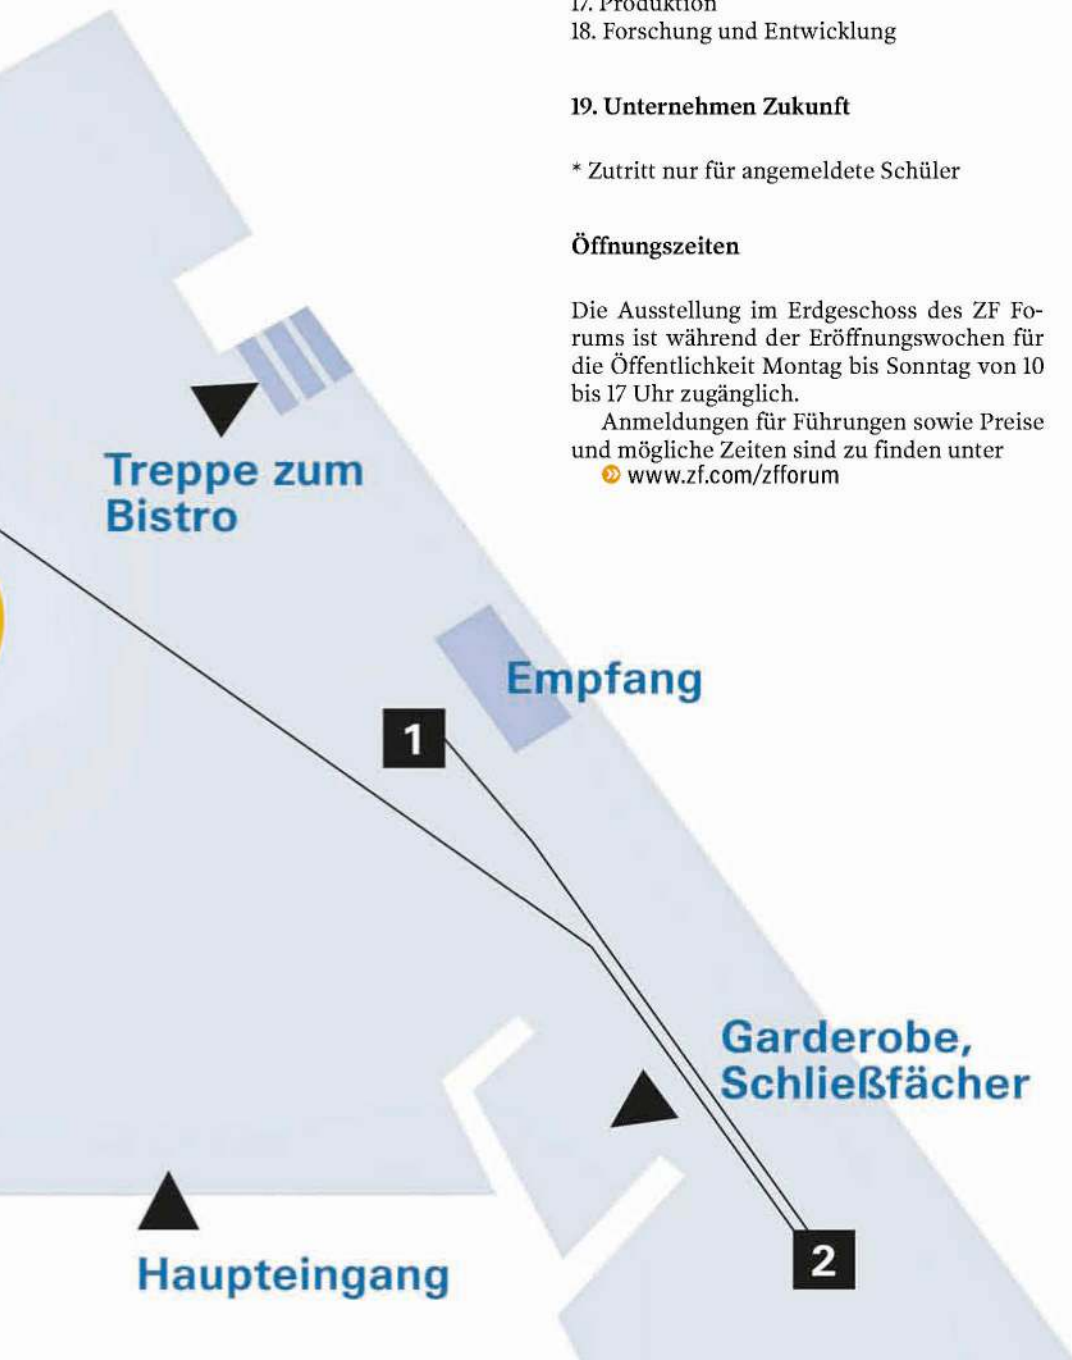 17. Produktion
18. Forschung und Entwicklung
19. Unternehmen Zukunft
* Zutritt nur für angemeldete Schüler
Öffnungszeiten
Die Ausstellung im Erdgeschoss des ZF Fo-
rums ist während der Eröffnungswochen für
die Öffentlichkeit Montag bis Sonntag von 10
bis 17 Uhr zugänglich.
Anmeldungen für Führungen sowie Preise
und mögliche Zeiten sind zu finden unter
www.zf.com/zfforum
Treppe zum
Bistro
Empfang
1
Garderobe,
Schließfächer
2
Haupteingang